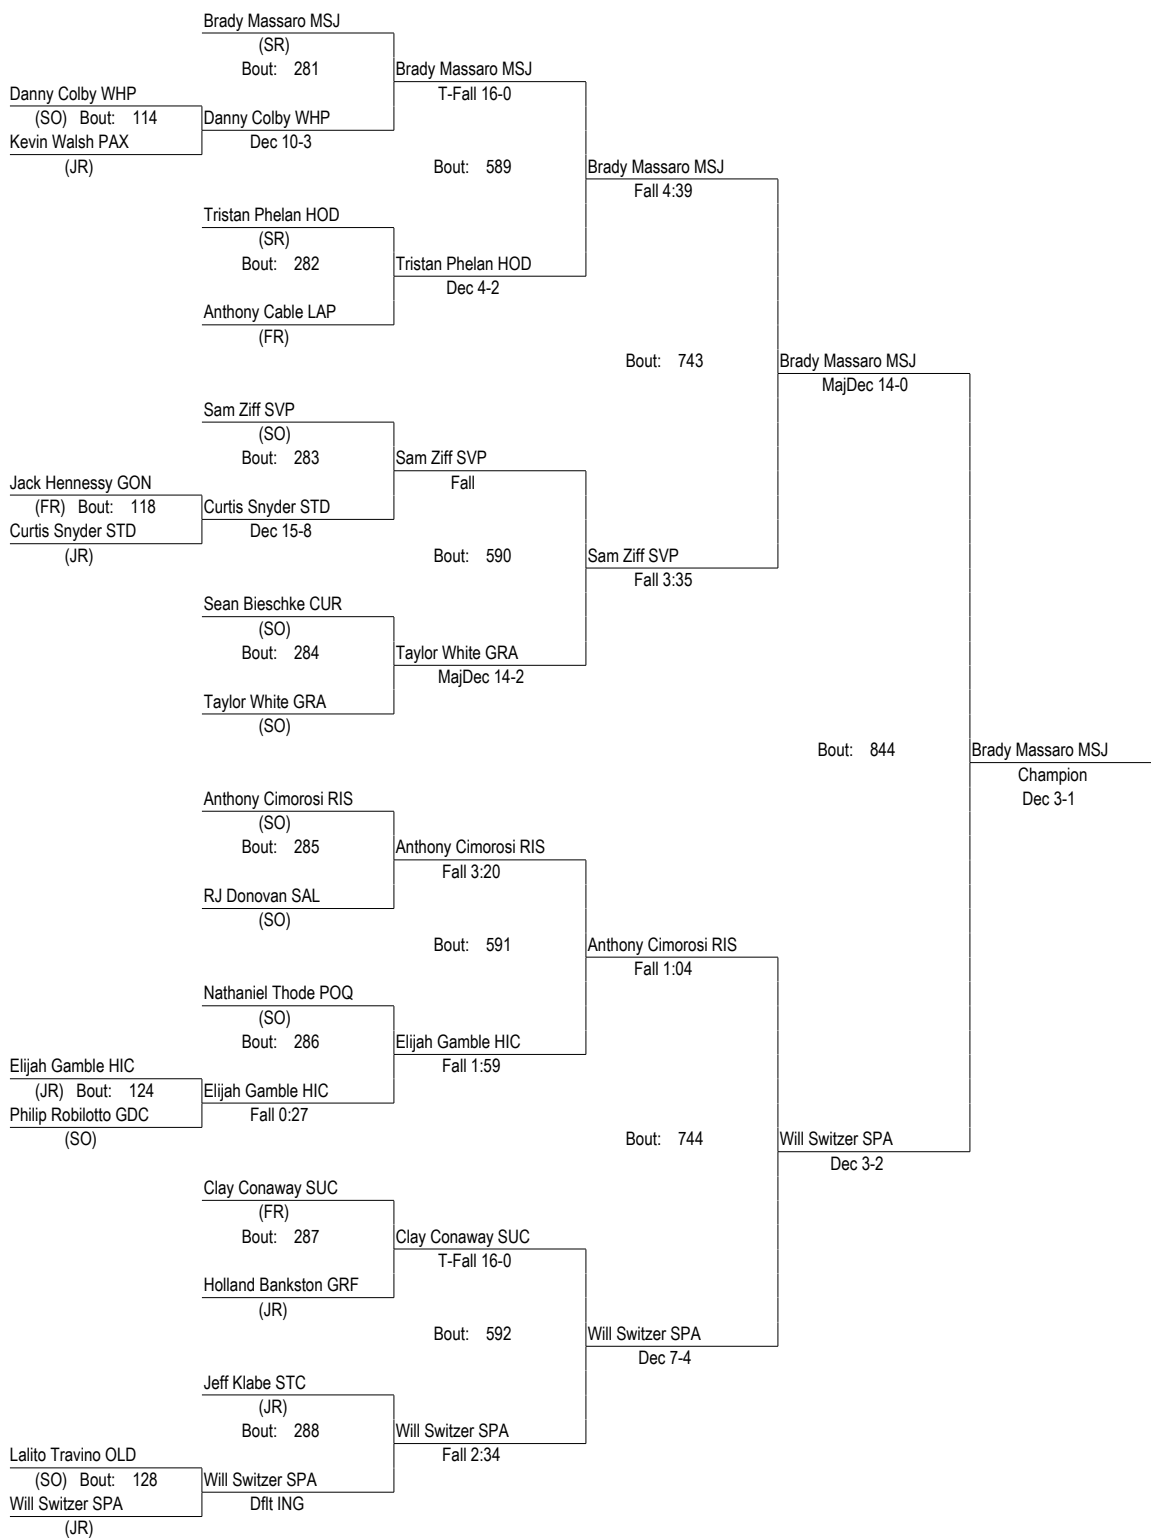 Brady Massaro MSJ
(SR)
Bout: 281
Brady Massaro MSJ
T-Fall 16-0
Danny Colby WHP
(SO) Bout: 114
Danny Colby WHP
Kevin Walsh PAX
Dec 10-3
(JR)
Bout: 589
Brady Massaro MSJ
Fall 4:39
Tristan Phelan HOD
(SR)
Bout: 282
Tristan Phelan HOD
Dec 4-2
Anthony Cable LAP
(FR)
Bout: 743
Brady Massaro MSJ
MajDec 14-0
Sam Ziff SVP
(SO)
Bout: 283
Sam Ziff SVP
Fall
Jack Hennessy GON
(FR) Bout: 118
Curtis Snyder STD
Curtis Snyder STD
Dec 15-8
(JR)
Bout: 590
Sam Ziff SVP
Fall 3:35
Sean Bieschke CUR
(SO)
Bout: 284
Taylor White GRA
MajDec 14-2
Taylor White GRA
(SO)
Bout: 844
Brady Massaro MSJ
Champion
Dec 3-1
Anthony Cimorosi RIS
(SO)
Bout: 285
Anthony Cimorosi RIS
Fall 3:20
RJ Donovan SAL
(SO)
Bout: 591
Anthony Cimorosi RIS
Fall 1:04
Nathaniel Thode POQ
(SO)
Bout: 286
Elijah Gamble HIC
Fall 1:59
Elijah Gamble HIC
(JR) Bout: 124
Elijah Gamble HIC
Philip Robilotto GDC
Fall 0:27
(SO)
Bout: 744
Will Switzer SPA
Dec 3-2
Clay Conaway SUC
(FR)
Bout: 287
Clay Conaway SUC
T-Fall 16-0
Holland Bankston GRF
(JR)
Bout: 592
Will Switzer SPA
Dec 7-4
Jeff Klabe STC
(JR)
Bout: 288
Will Switzer SPA
Fall 2:34
Lalito Travino OLD
(SO) Bout: 128
Will Switzer SPA
Will Switzer SPA
Dflt ING
(JR)